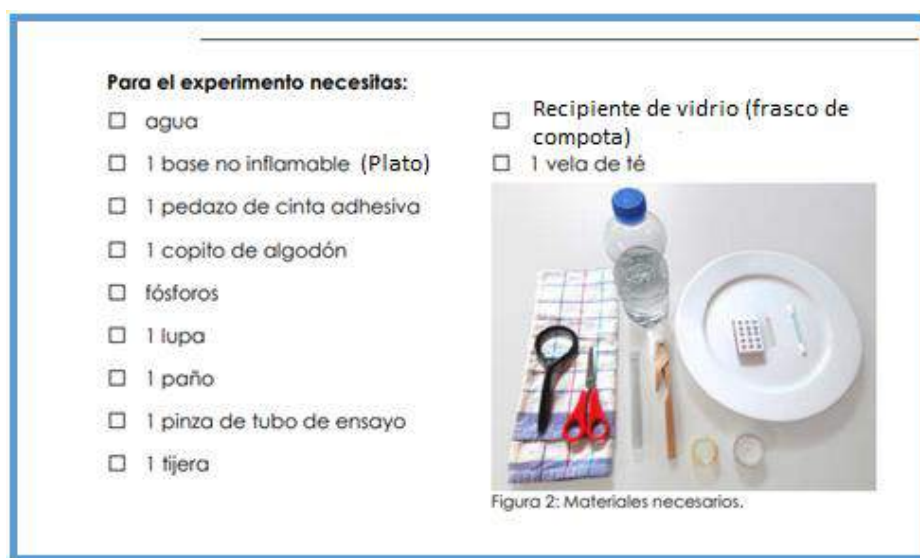 Para el experimento necesitas:
agua
1 base no inflamable (Plato)
1 pedazo de cinta adhesiva
1 copito de algodón
fósforos
1 lupa
1 paño
1 pinza de tubo de ensayo
1 tijera
Recipiente de vidrio (frasco de
compota)
1 vela de té
Figura 2: Materiales necesarios.